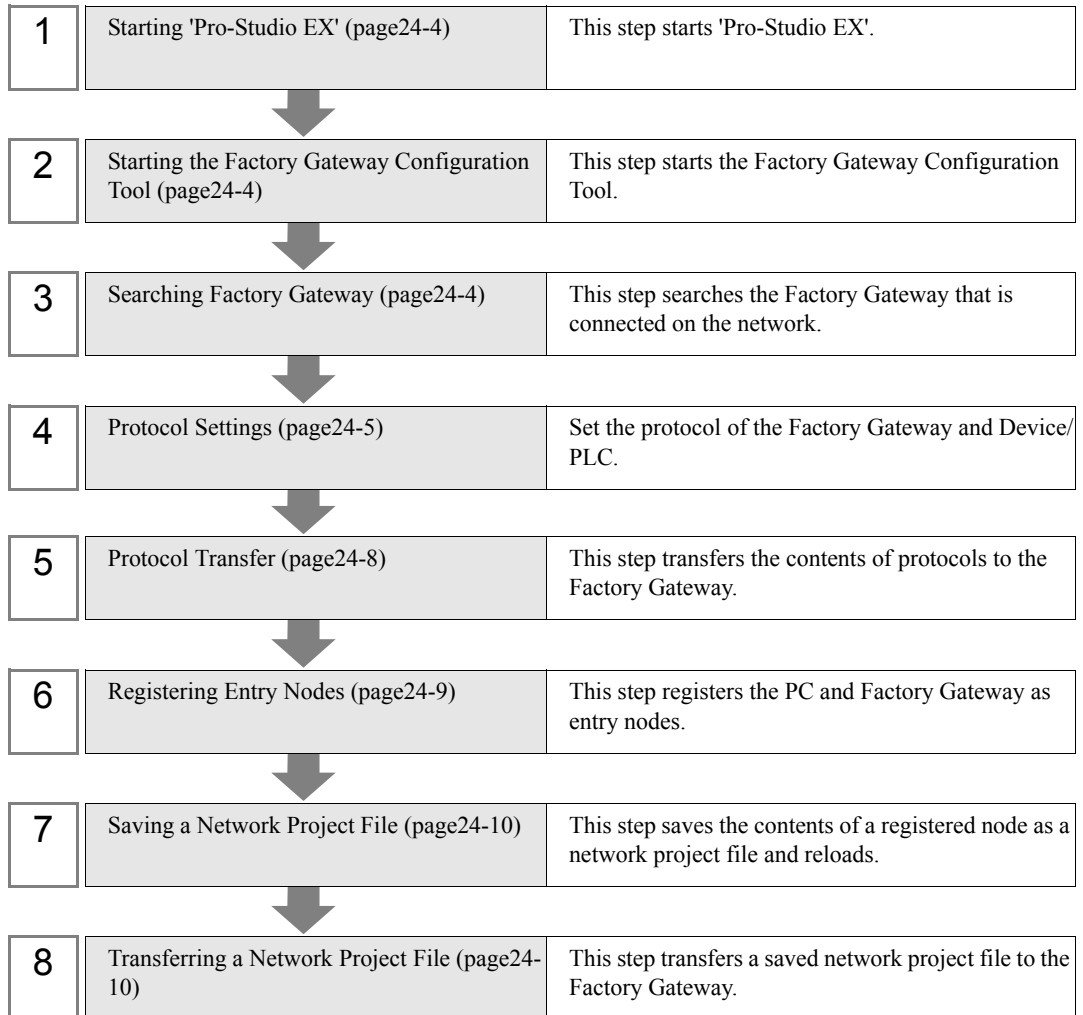 1
Starting 'Pro-Studio EX' (page24-4)
This step starts 'Pro-Studio EX'.
2
Starting the Factory Gateway Configuration
Tool (page24-4)
This step starts the Factory Gateway Configuration
Tool.
3
Searching Factory Gateway (page24-4)
This step searches the Factory Gateway that is
connected on the network.
4
Protocol Settings (page24-5)
Set the protocol of the Factory Gateway and Device/
PLC.
5
Protocol Transfer (page24-8)
This step transfers the contents of protocols to the
Factory Gateway.
6
Registering Entry Nodes (page24-9)
This step registers the PC and Factory Gateway as
entry nodes.
7
Saving a Network Project File (page24-10)
This step saves the contents of a registered node as a
network project file and reloads.
8
Transferring a Network Project File (page24-
10)
This step transfers a saved network project file to the
Factory Gateway.